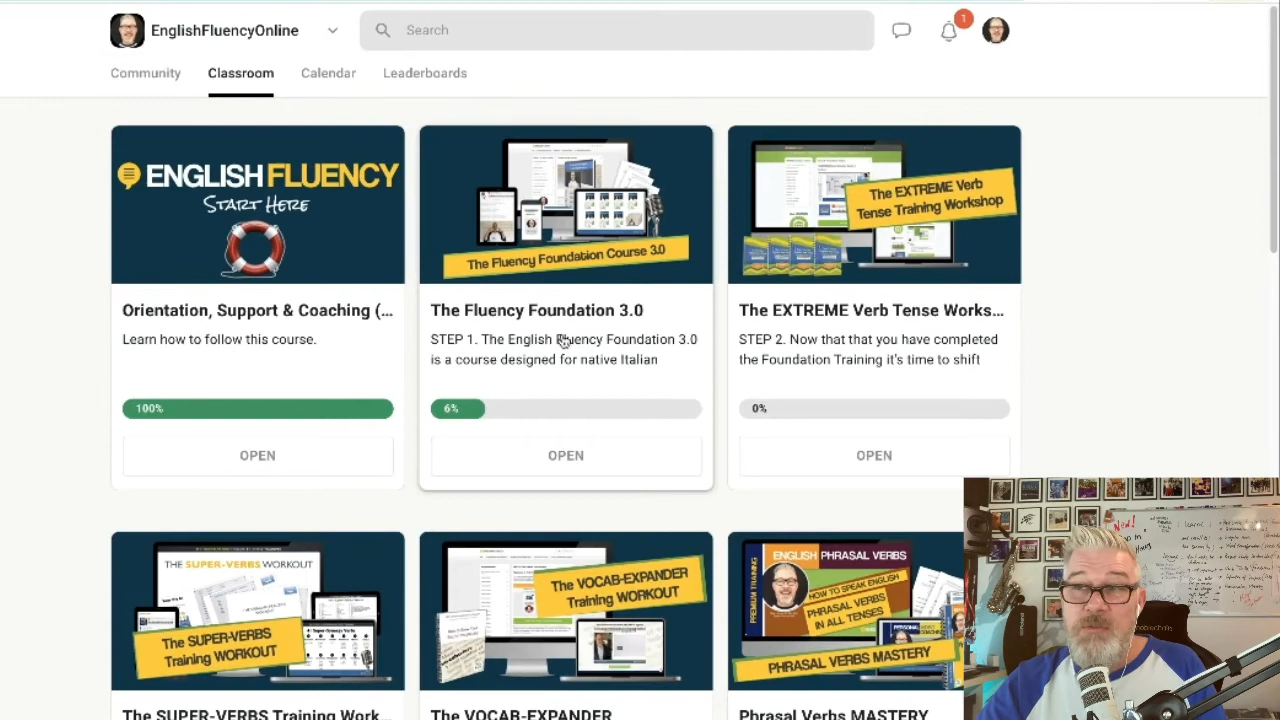 EnglishFluencyOnline
Search
1
Community
Classroom
Calendar
Leaderboards
ENGLISH FLUENCY
START HERE
The Fluency Foundation Course 3.0
The EXTREME Verb
Tense Training Workshop
Orientation, Support & Coaching (...
Learn how to follow this course.
100%
OPEN
The Fluency Foundation 3.0
STEP 1. The English Fluency Foundation 3.0
is a course designed for native Italian
6%
OPEN
The EXTREME Verb Tense Works...
STEP 2. Now that that you have completed
the Foundation Training it's time to shift
0%
OPEN
THE SUPER-VERBS WORKOUT
The SUPER-VERBS
Training WORKOUT
The VOCAB-EXPANDER
Training WORKOUT
ENGLISH PHRASAL VERBS
HOW TO SPEAK ENGLISH
PHRASAL VERBS
IN ALL TENSES
PHRASAL VERBS MASTERY
The SUPER-VERBS Training Work...
The VOCAB-EXPANDER
Phrasal Verbs MASTERY